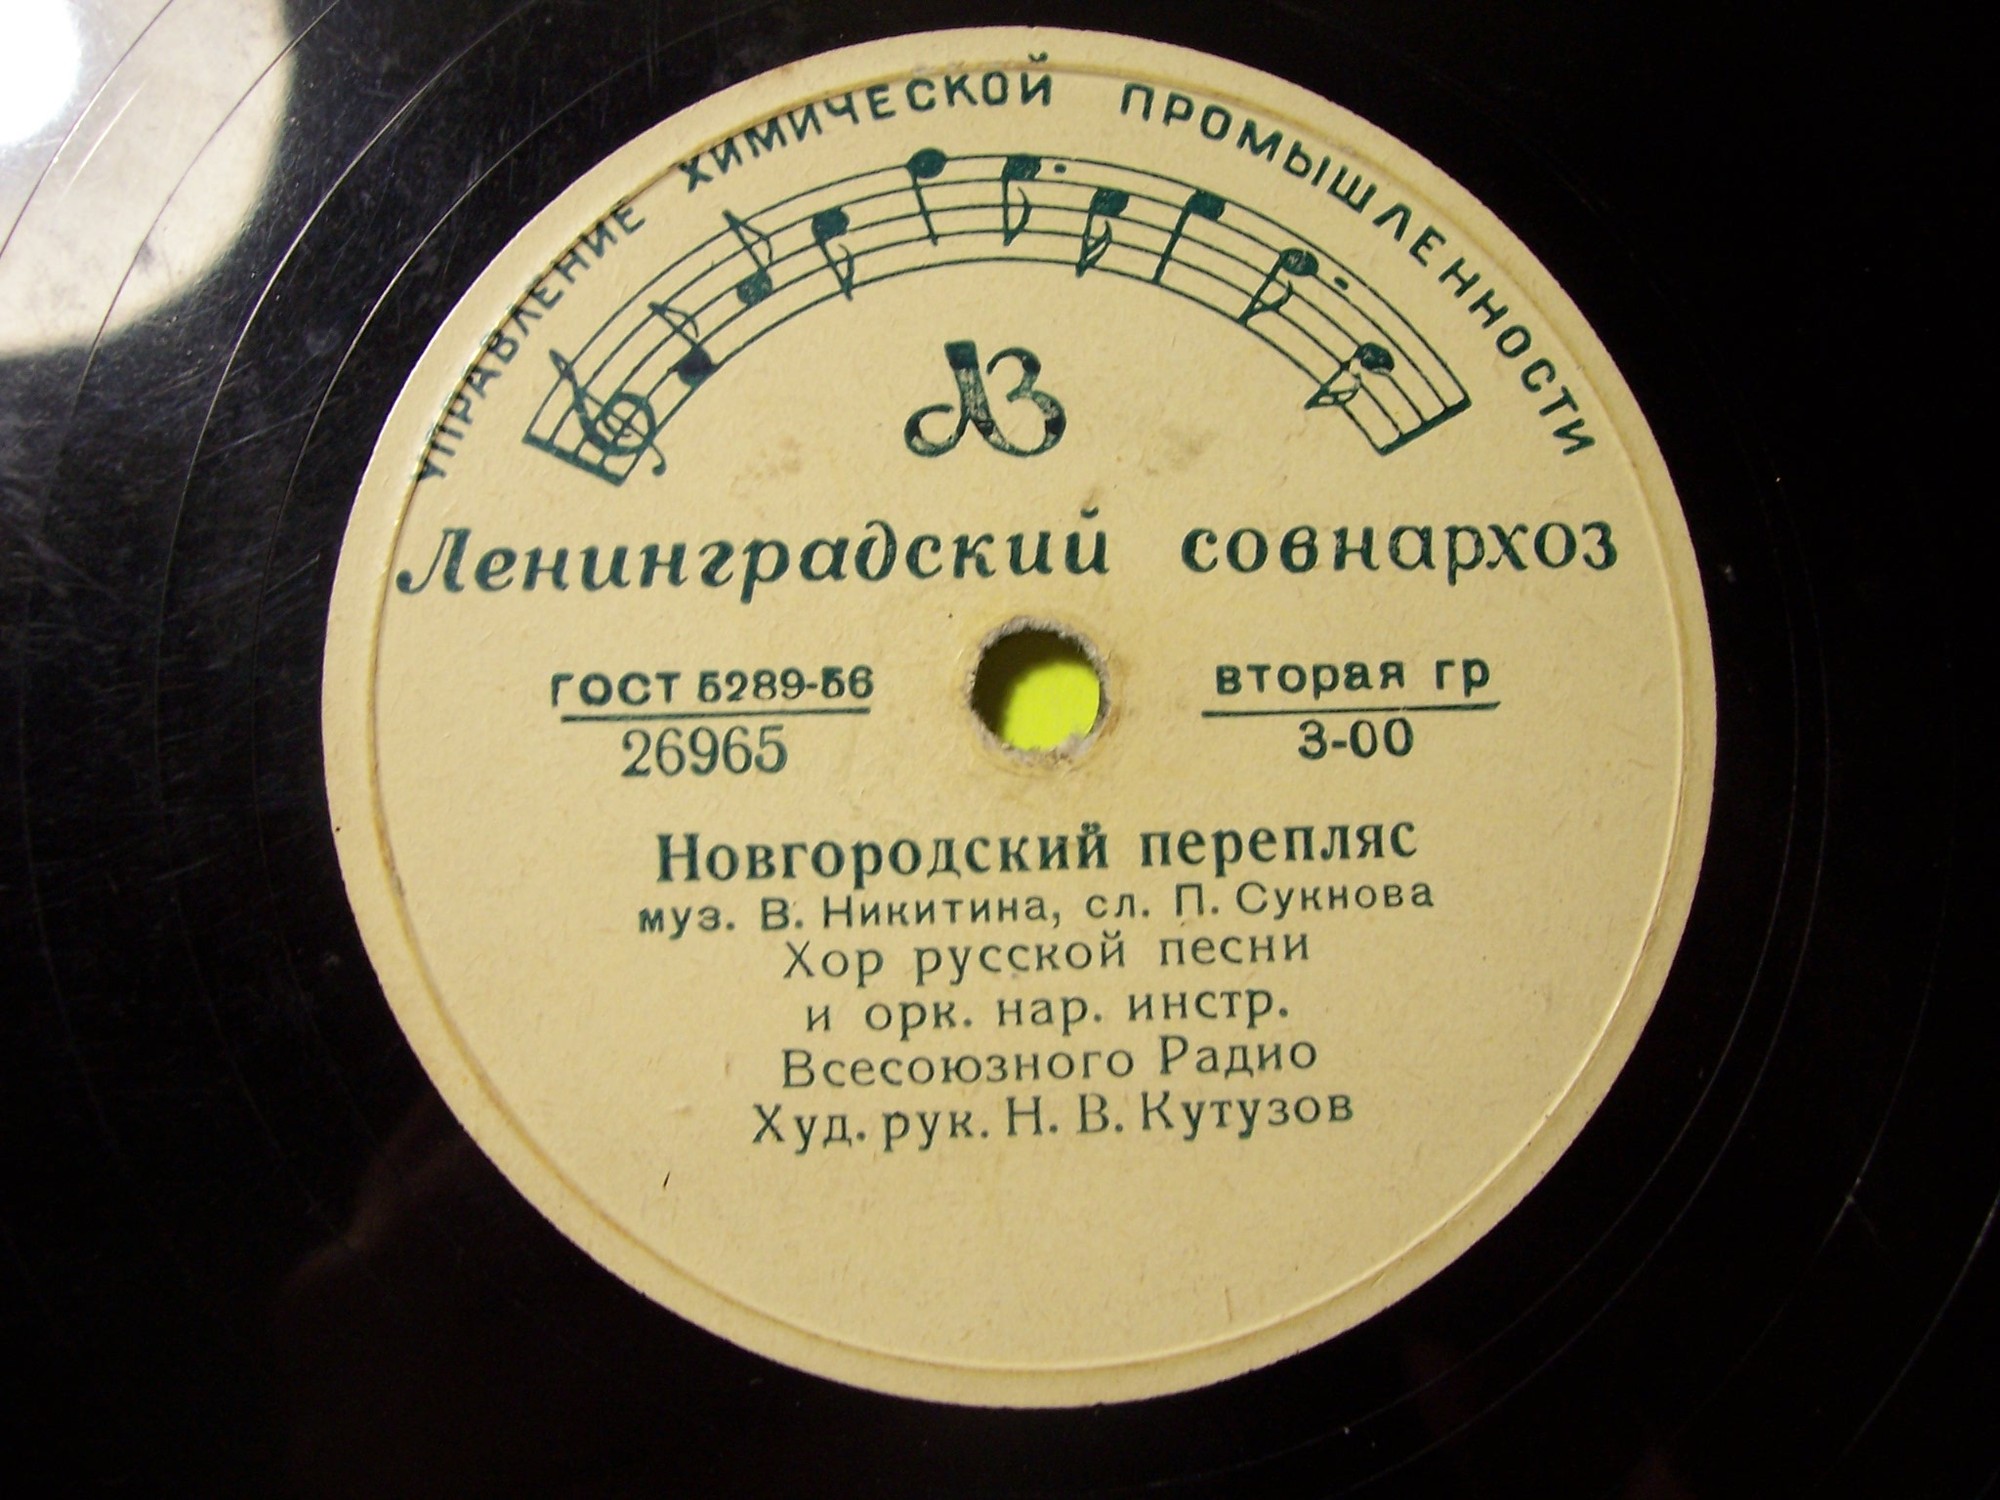 УПРАВЛЕНИЕ ХИМИЧЕСКОЙ ПРОМЫШЛЕННОСТИ
ЛЗ
Ленинградский совнархоз
ГОСТ 5289-56
26965
вторая гр
3-00
Новгородский перепляс
муз. В. Никитина, сл. П. Сукнова
Хор русской песни
и орк. нар. инстр.
Всесоюзного Радио
Худ. рук. Н. В. Кутузов